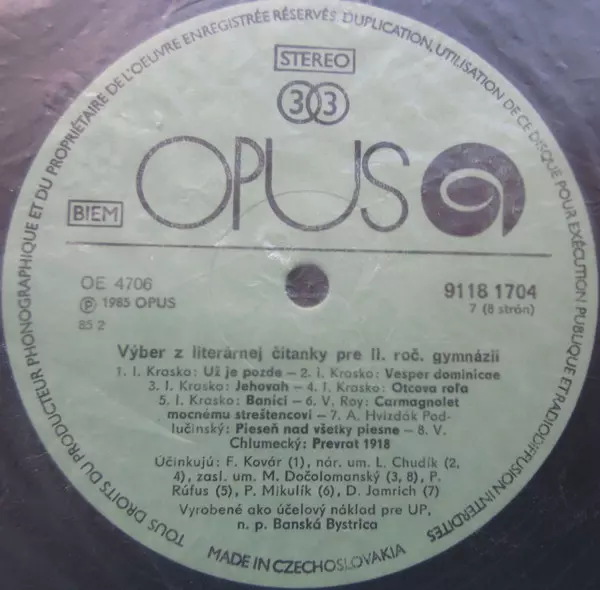 TOUS DROITS DU PRODUCTEUR PHONOGRAPHIQUE ET DU PROPRIÉTAIRE DE L'OEUVRE ENREGISTRÉE RÉSERVÉS. DUPLICATION, UTILISATION DE CE DISQUE POUR EXÉCUTION PUBLIQUE ET RADIODIFFUSION INTERDITES
STEREO
33
OPUS
BIEM
OE 4706
℗ 1985 OPUS
85 2
9118 1704
7 (8 strán)
Výber z literárnej čítanky pre II. roč. gymnázií
1. I. Krasko: Už je pozde – 2. I. Krasko: Vesper dominicae
3. I. Krasko: Jehovah – 4. I. Krasko: Otcova roľa
5. I. Krasko: Baníci – 6. V. Roy: Carmagnolet
mocnému streštencovi – 7. A. Hvizdák Pod-
lučinský: Pieseň nad všetky piesne – 8. V.
Chlumecký: Prevrat 1918
Účinkujú: F. Kovár (1), nár. um. L. Chudík (2,
4), zasl. um. M. Dočolomanský (3, 8), P.
Rúfus (5), P. Mikulík (6), D. Jamrich (7)
Vyrobené ako účelový náklad pre UP,
n. p. Banská Bystrica
MADE IN CZECHOSLOVAKIA